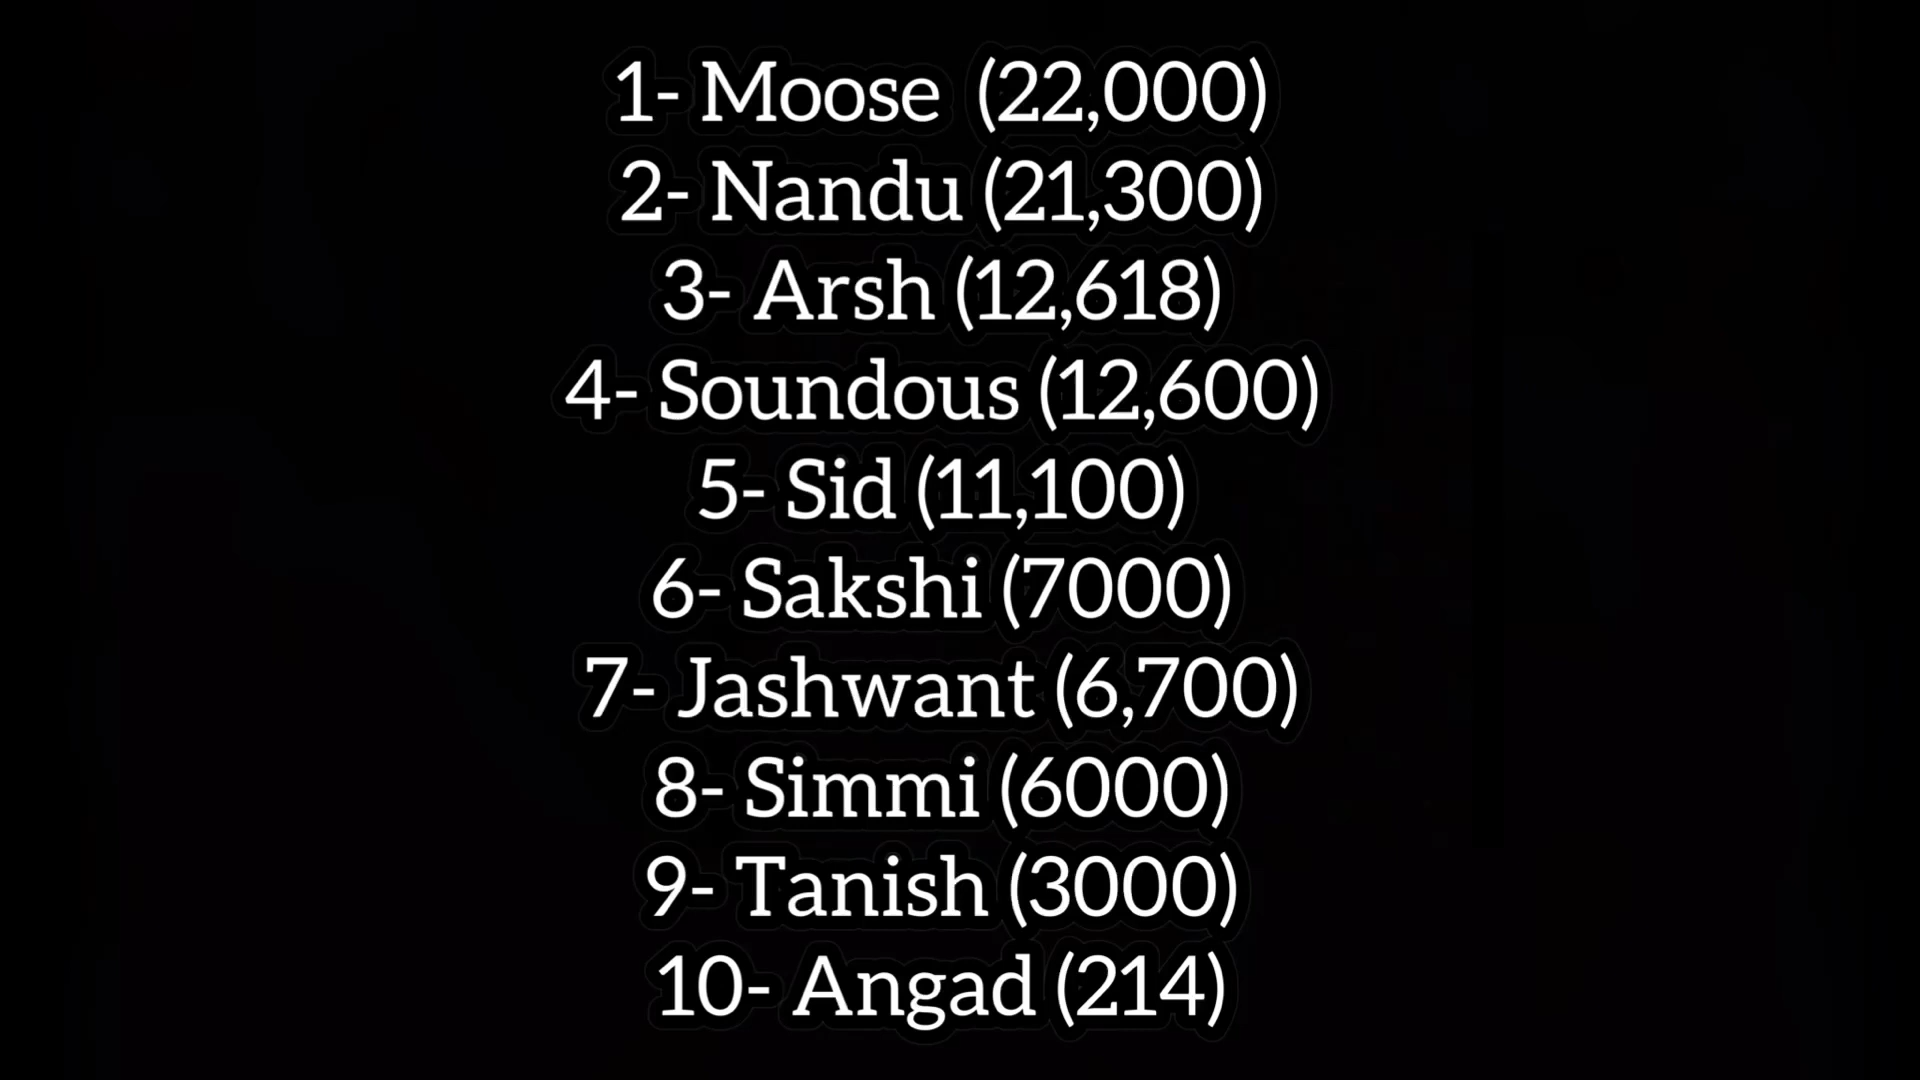 1- Moose (22,000)
2- Nandu (21,300)
3- Arsh (12,618)
4- Soundous (12,600)
5- Sid (11,100)
6- Sakshi (7000)
7- Jashwant (6,700)
8- Simmi (6000)
9- Tanish (3000)
10- Angad (214)